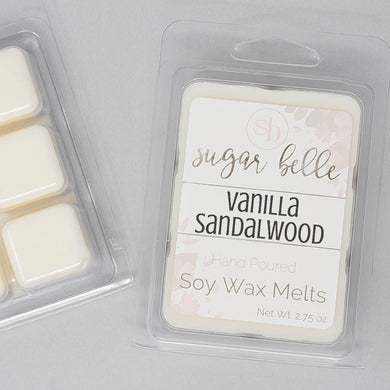 sb
sugar belle
VANILLA
SANDALWOOD
Hand Poured
Soy Wax Melts
Net Wt. 2.75 oz